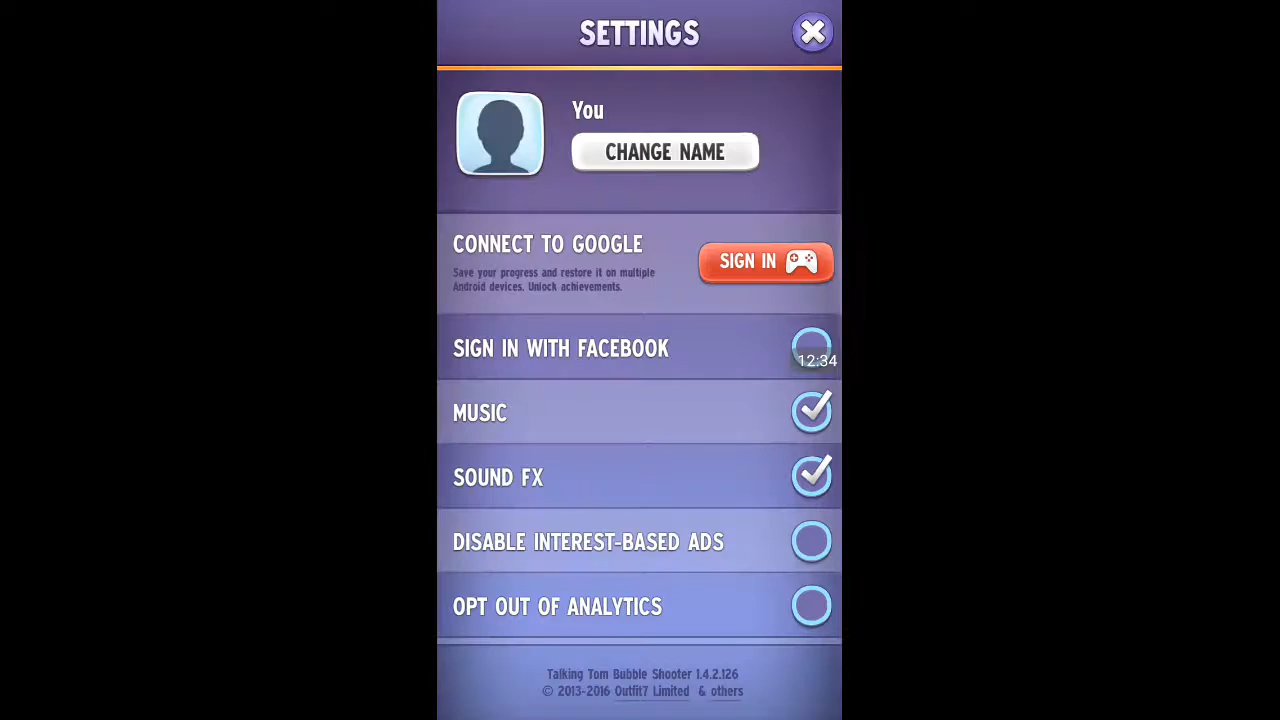 SETTINGS
You
CHANGE NAME
CONNECT TO GOOGLE
Save your progress and restore it on multiple
Android devices. Unlock achievements.
SIGN IN
SIGN IN WITH FACEBOOK
12:34
MUSIC
SOUND FX
DISABLE INTEREST-BASED ADS
OPT OUT OF ANALYTICS
Talking Tom Bubble Shooter 1.4.2.126
© 2013-2016 Outfit7 Limited & others